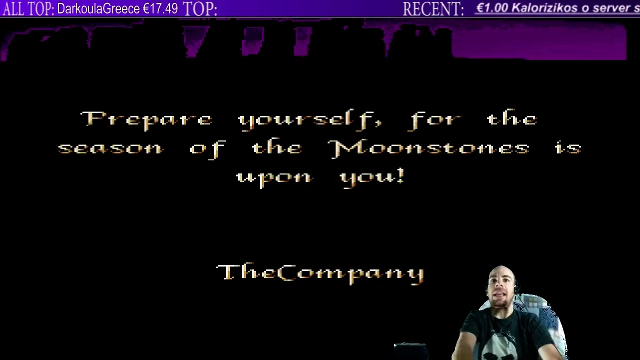 ALL TOP: DarkoulaGreece €17.49 TOP: RECENT: €1.00 Kalorizikos o server s
Prepare yourself, for the
season of the Moonstones is
upon you!
TheCompany